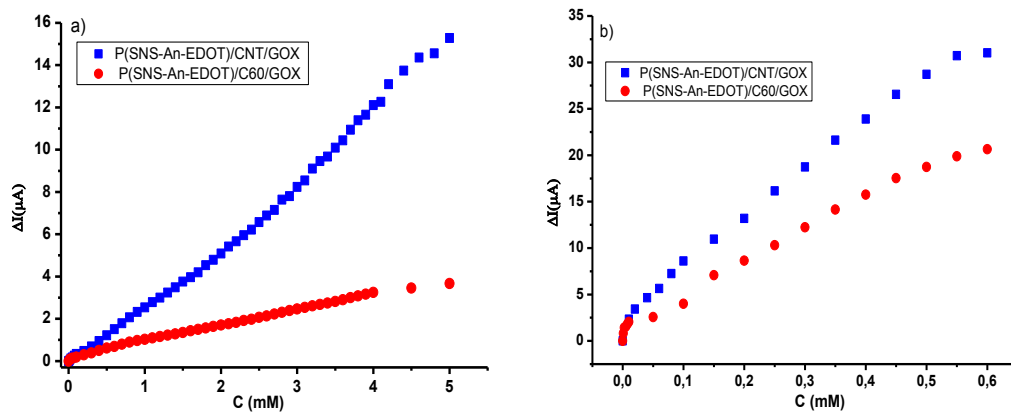 a)
P(SNS-An-EDOT)/CNT/GOX
P(SNS-An-EDOT)/C60/GOX
ΔI(μA)
16
14
12
10
8
6
4
2
0
0 1 2 3 4 5
C (mM)
b)
P(SNS-An-EDOT)/CNT/GOX
P(SNS-An-EDOT)/C60/GOX
ΔI(μA)
35
30
25
20
15
10
5
0
0,0 0,1 0,2 0,3 0,4 0,5 0,6
C (mM)